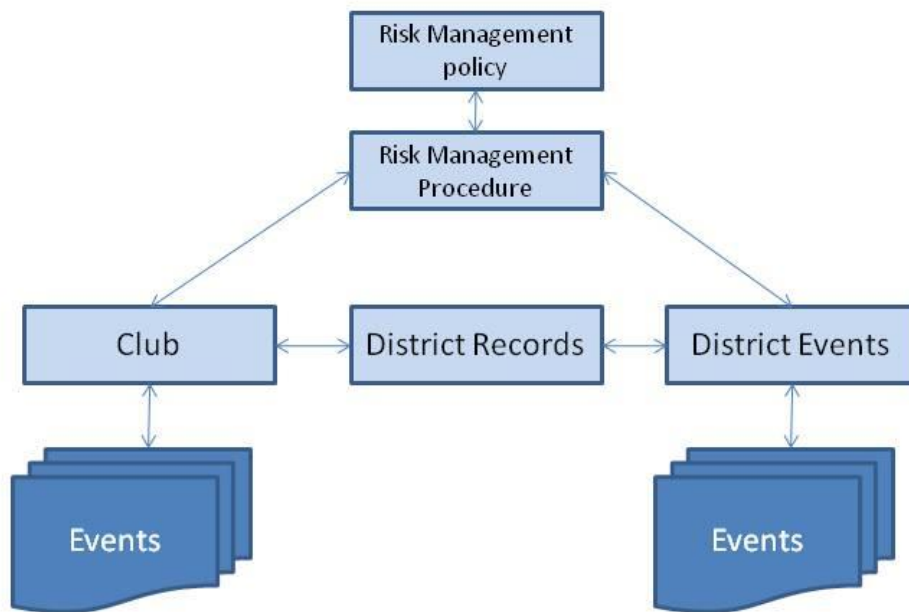 Risk Management
policy
Risk Management
Procedure
Club
District Records
District Events
Events
Events